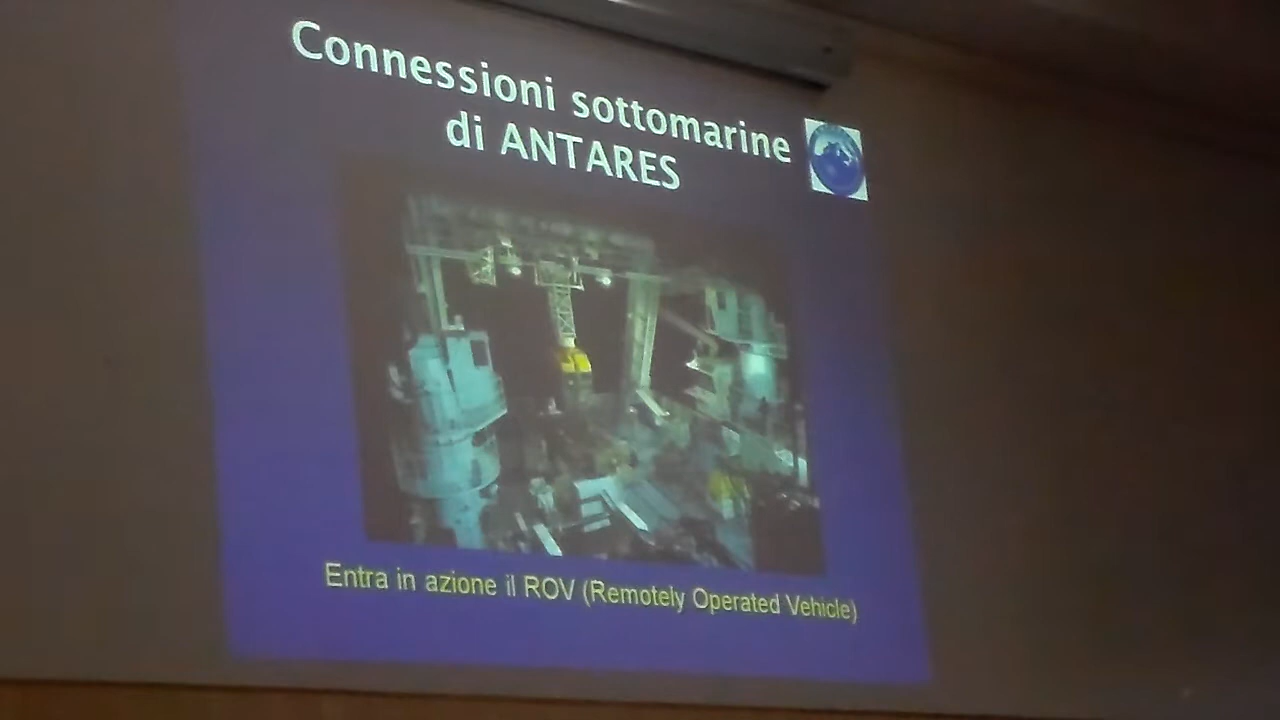 Connessioni sottomarine
di ANTARES
Entra in azione il ROV (Remotely Operated Vehicle)